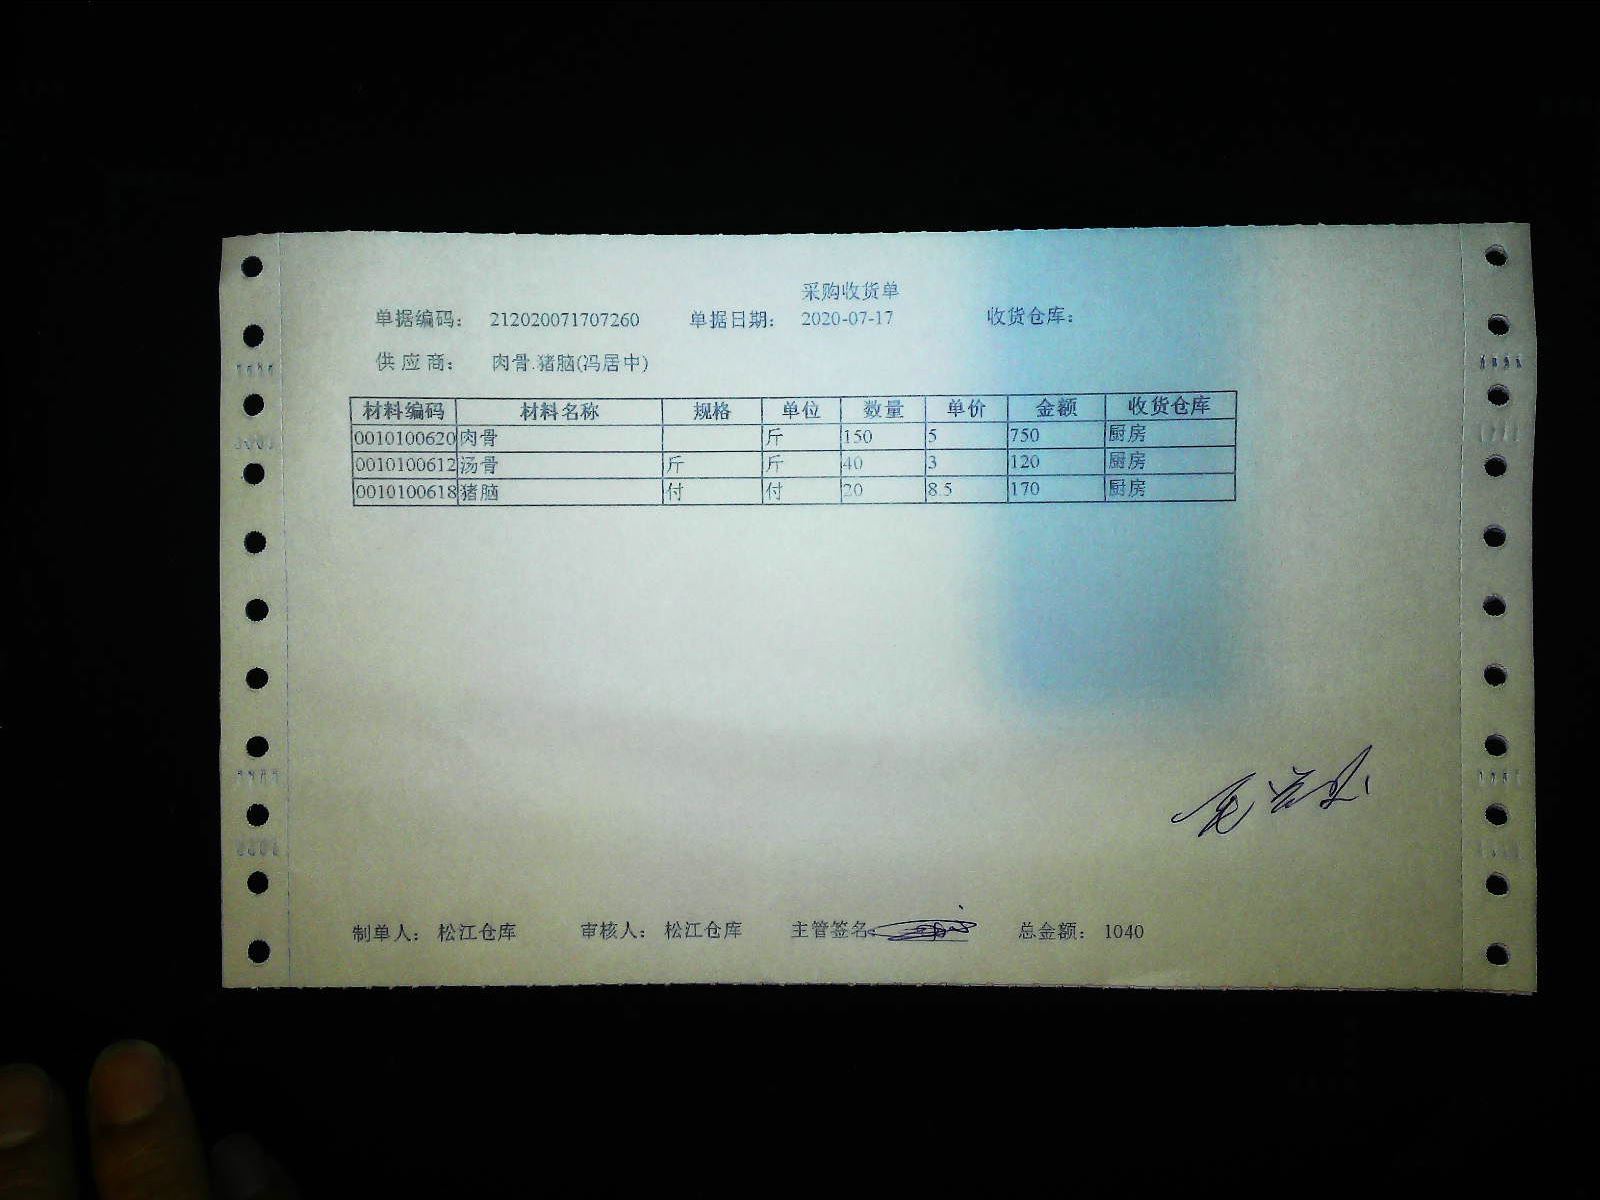 采购收货单
单据编码： 212020071707260 单据日期： 2020-07-17 收货仓库：
供 应 商： 肉骨.猪脑(冯居中)
材料编码 材料名称 规格 单位 数量 单价 金额 收货仓库
0010100620 肉骨 斤 150 5 750 厨房
0010100612 汤骨 斤 斤 40 3 120 厨房
0010100618 猪脑 付 付 20 8.5 170 厨房
制单人： 松江仓库 审核人： 松江仓库 主管签名: 总金额： 1040